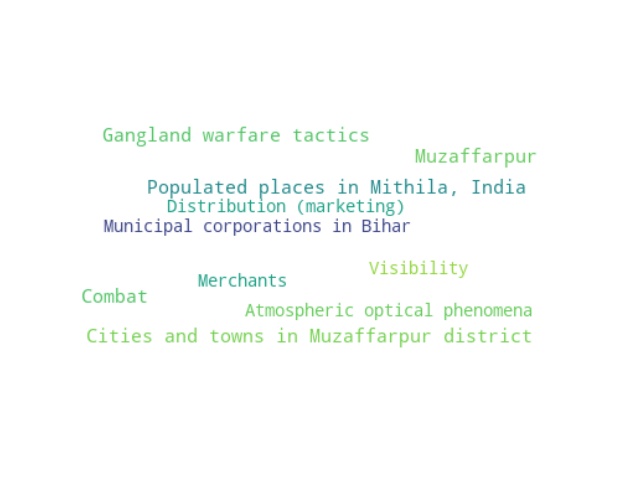 Gangland warfare tactics
Muzaffarpur
Populated places in Mithila, India
Distribution (marketing)
Municipal corporations in Bihar
Visibility
Merchants
Combat
Atmospheric optical phenomena
Cities and towns in Muzaffarpur district